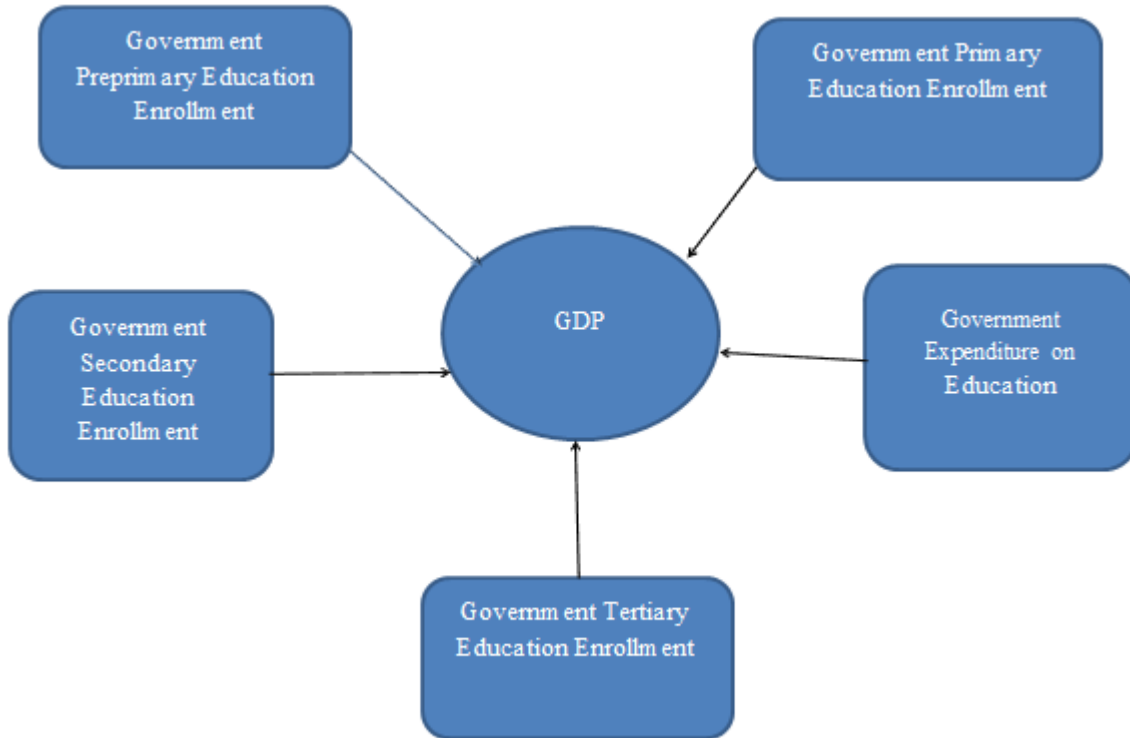 Government
Preprimary Education
Enrollment
Government Primary
Education Enrollment
GDP
Government
Secondary
Education
Enrollment
Government
Expenditure on
Education
Government Tertiary
Education Enrollment